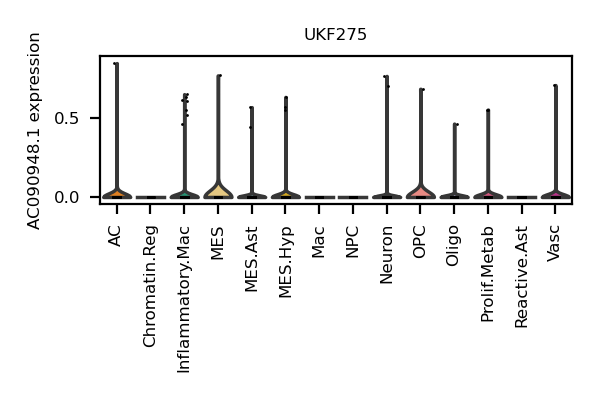 UKF275
AC090948.1 expression
0.5
0.0
AC
Chromatin.Reg
Inflammatory.Mac
MES
MES.Ast
MES.Hyp
Mac
NPC
Neuron
OPC
Oligo
Prolif.Metab
Reactive.Ast
Vasc